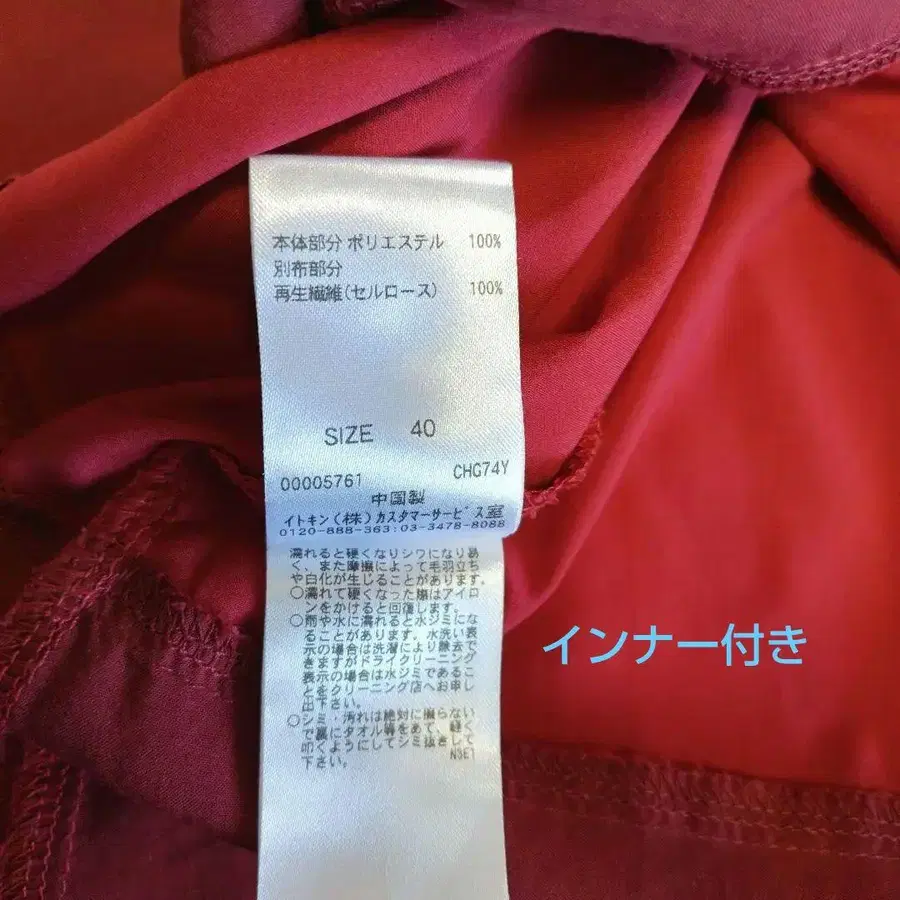 本体部分 ポリエステル 100%
別布部分
再生繊維(セルロース) 100%
SIZE 40
00005761 CHG74Y
中国製
イトキン(株)カスタマーサービス室
0120-888-363:03-3478-8088
濡れると硬くなりシワになり易
く、また摩擦によって毛羽立ち
や白化が生じることがあります。
○濡れて硬くなった際はアイロ
ンをかけると回復します。
○雨や水に濡れると水ジミにな
ることがあります。水洗い表
示の場合は洗濯により除去で
きますがドライクリーニング
表示の場合は水ジミであるこ
とをクリーニング店へお申し
出下さい。
○シミ・汚れは絶対に擦らない
で裏にタオル等をあて、軽く
叩くようにしてシミ抜きして
下さい。 N3E1
インナー付き